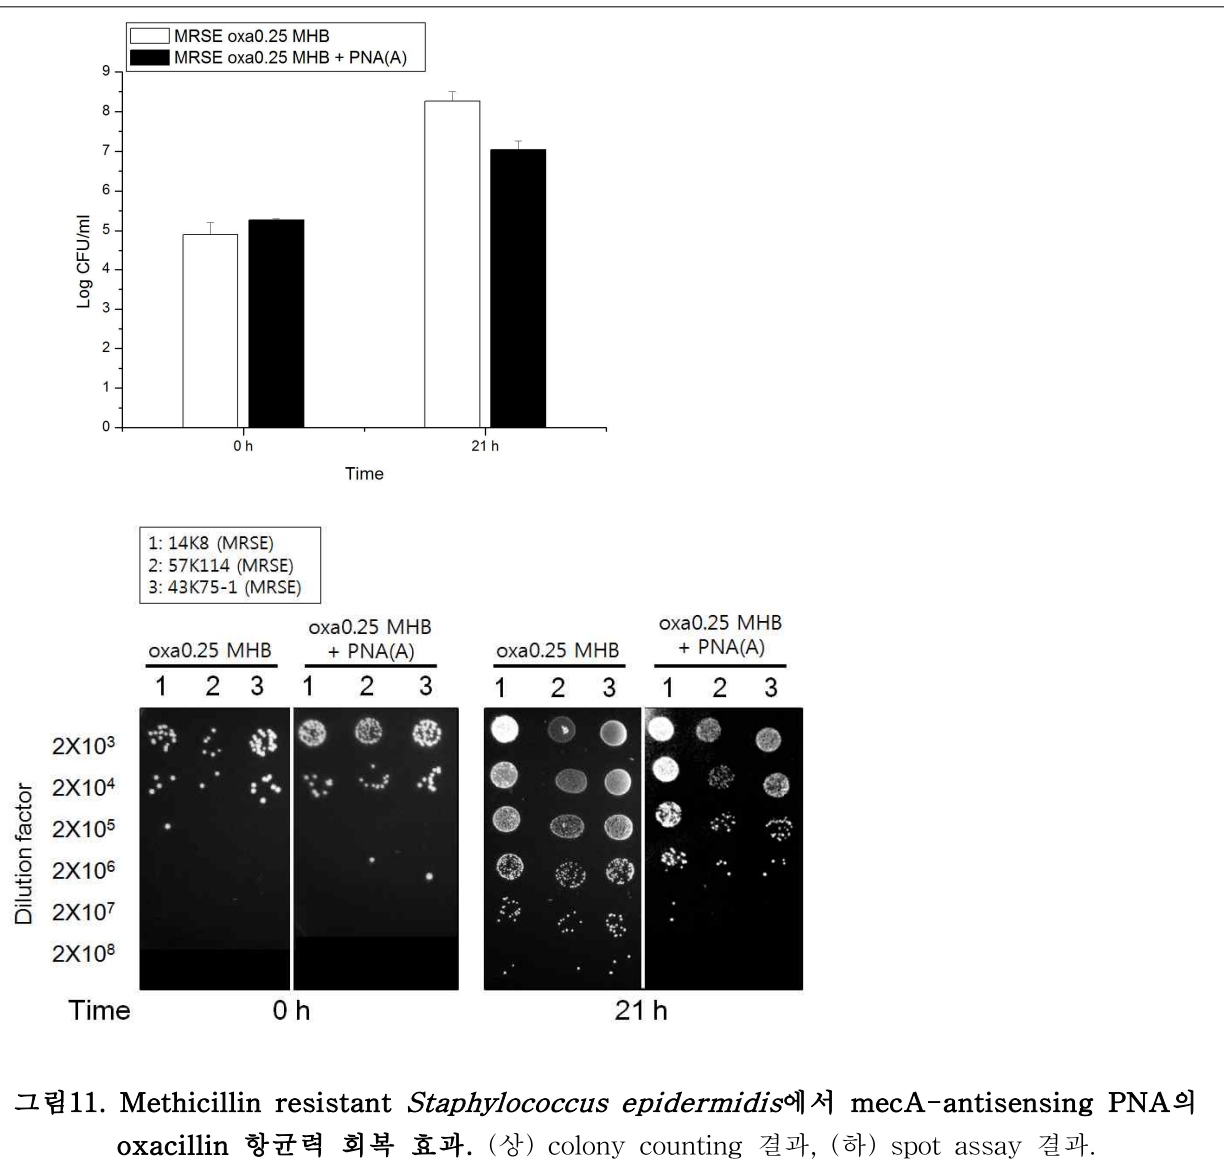 MRSE oxa0.25 MHB
MRSE oxa0.25 MHB + PNA(A)
9
8
7
6
5
4
3
2
1
0
Log CFU/ml
0 h
21 h
Time
1: 14K8 (MRSE)
2: 57K114 (MRSE)
3: 43K75-1 (MRSE)
oxa0.25 MHB
oxa0.25 MHB
+ PNA(A)
oxa0.25 MHB
oxa0.25 MHB
+ PNA(A)
1 2 3
1 2 3
1 2 3
1 2 3
Dilution factor
2X10³
2X10⁴
2X10⁵
2X10⁶
2X10⁷
2X10⁸
Time 0 h 21 h
그림11. Methicillin resistant Staphylococcus epidermidis에서 mecA-antisensing PNA의
oxacillin 항균력 회복 효과. (상) colony counting 결과, (하) spot assay 결과.